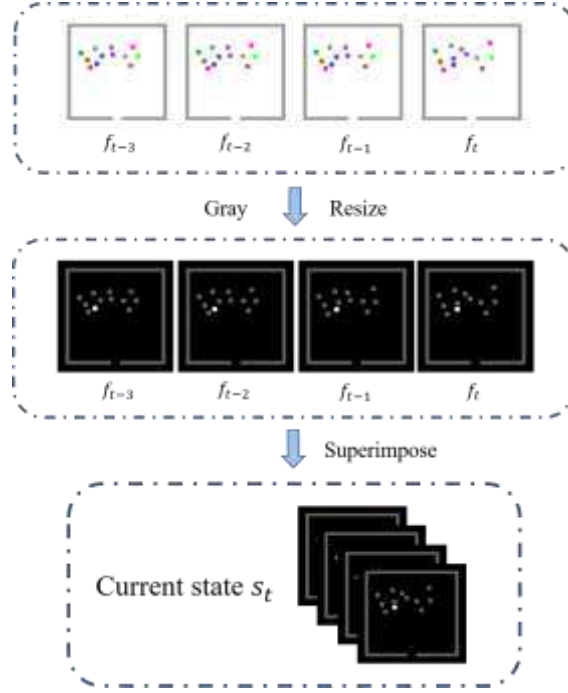 f_{t-3} f_{t-2} f_{t-1} f_t
Gray Resize
f_{t-3} f_{t-2} f_{t-1} f_t
Superimpose
Current state s_t